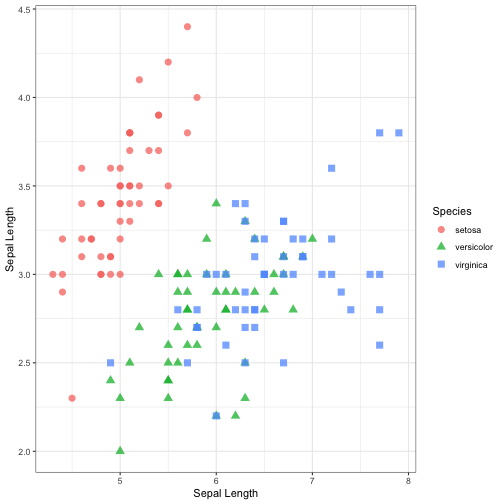 4.5
4.0
3.5
3.0
2.5
2.0
5
6
7
8
Sepal Length
Sepal Length
Species
setosa
versicolor
virginica